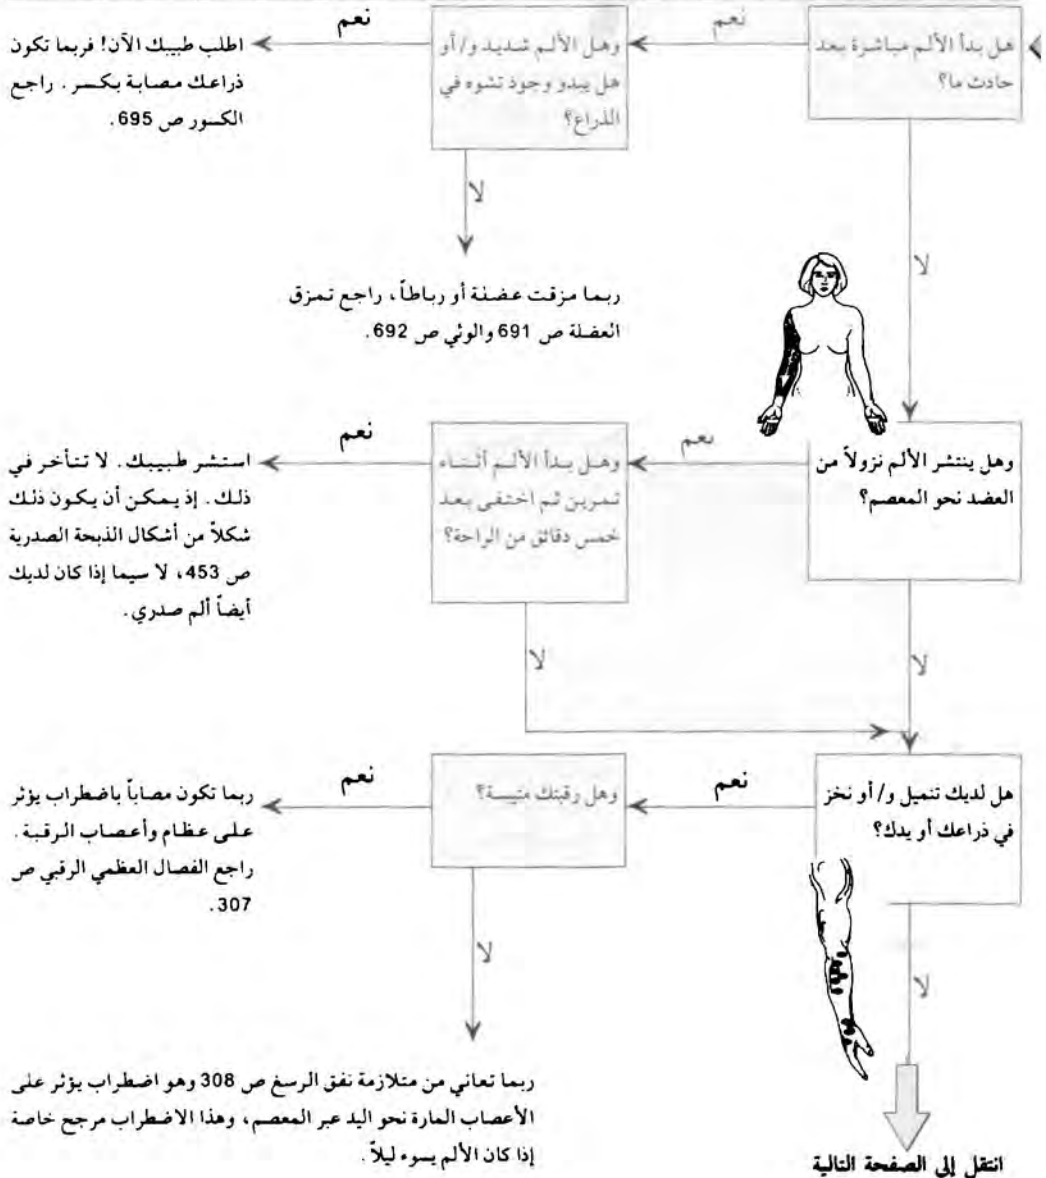 هل بدأ الألم مباشرة بعد
حادث ما؟
نعم
وهل الألم شديد و/أو
هل يبدو وجود تشوه في
الذراع؟
نعم
اطلب طبيبك الآن! فربما تكون
ذراعك مصابة بكسر. راجع
الكسور ص 695.
لا
ربما مزقت عضلة أو رباطاً، راجع تمزق
العضلة ص 691 والوثي ص 692.
لا
وهل ينتشر الألم نزولاً من
العضد نحو المعصم؟
نعم
وهل بدأ الألم أثناء
تمرين ثم اختفى بعد
خمس دقائق من الراحة؟
نعم
استشر طبيبك. لا تتأخر في
ذلك. إذ يمكن أن يكون ذلك
شكلاً من أشكال الذبحة الصدرية
ص 453، لا سيما إذا كان لديك
أيضاً ألم صدري.
لا
لا
هل لديك تنميل و/أو نخز
في ذراعك أو يدك؟
نعم
وهل رقبتك متيبسة؟
نعم
ربما تكون مصاباً باضطراب يؤثر
على عظام وأعصاب الرقبة.
راجع الفصال العظمي الرقبي ص
307.
لا
ربما تعاني من متلازمة نفق الرسغ ص 308 وهو اضطراب يؤثر على
الأعصاب المارة نحو اليد عبر المعصم، وهذا الاضطراب مرجح خاصة
إذا كان الألم يسوء ليلاً.
لا
انتقل إلى الصفحة التالية